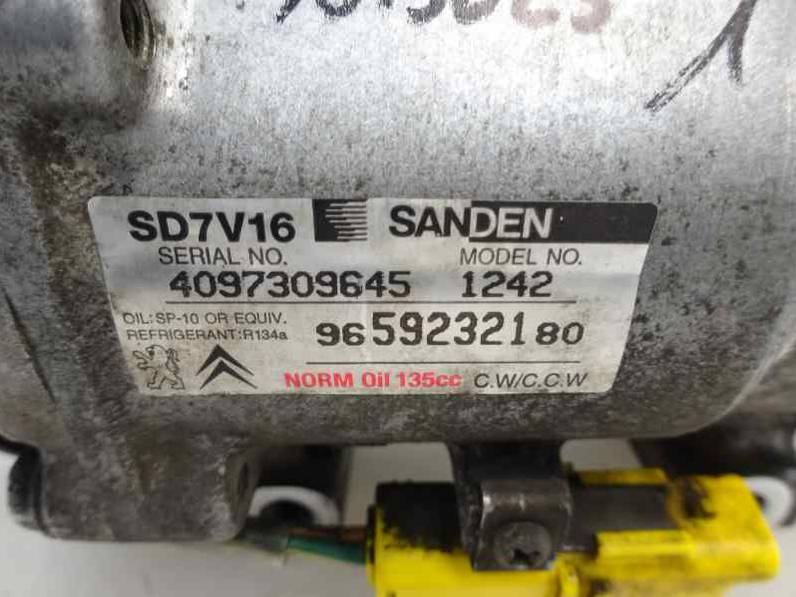 SD7V16 SANDEN
SERIAL NO. MODEL NO.
4097309645 1242
OIL:SP-10 OR EQUIV.
REFRIGERANT:R134a
9659232180
NORM Oil 135cc C.W/C.C.W
1